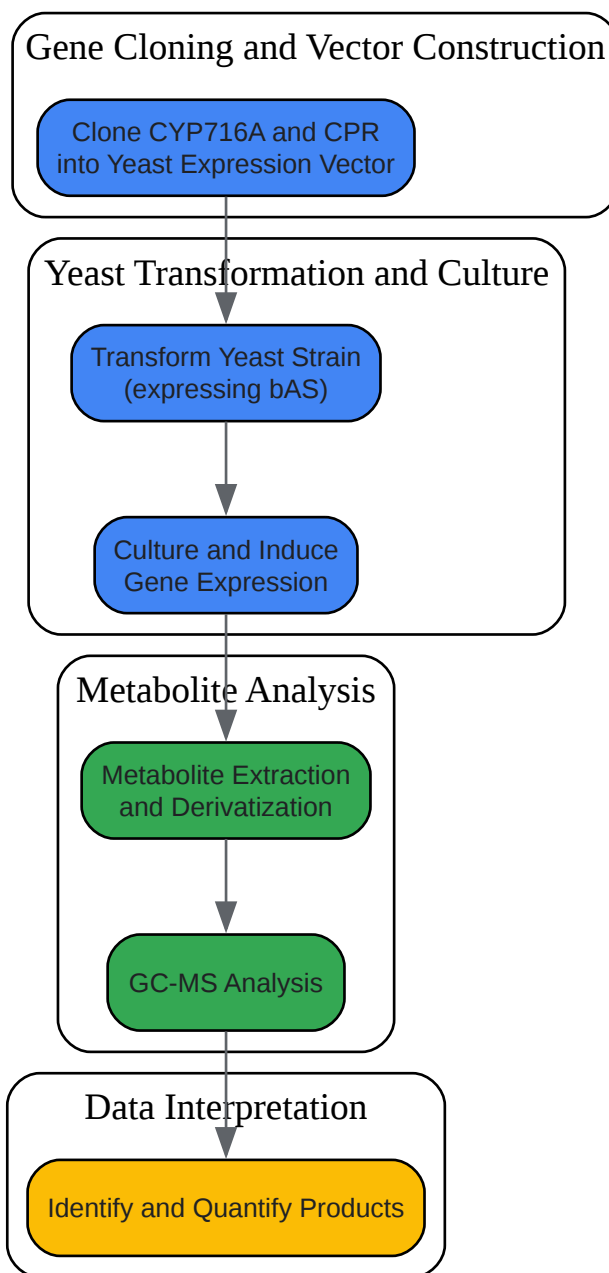 Gene Cloning and Vector Construction
Clone CYP716A and CPR
into Yeast Expression Vector
Yeast Transformation and Culture
Transform Yeast Strain
(expressing bAS)
Culture and Induce
Gene Expression
Metabolite Analysis
Metabolite Extraction
and Derivatization
GC-MS Analysis
Data Interpretation
Identify and Quantify Products